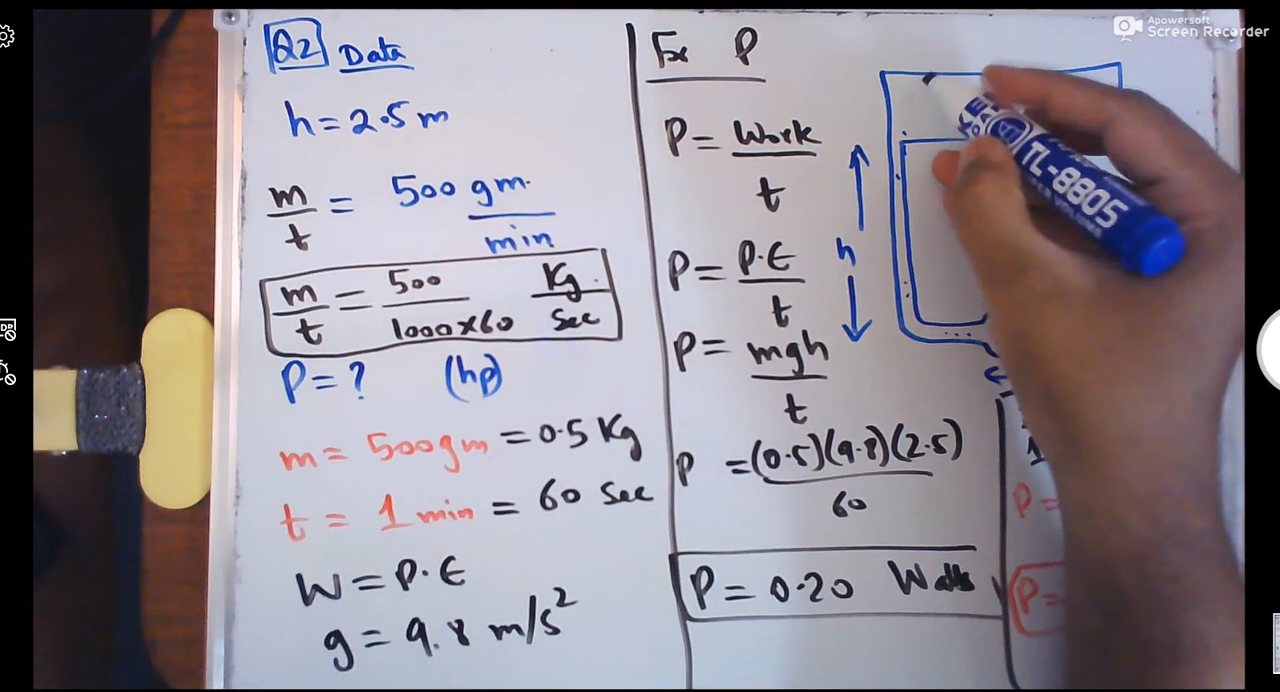 Q2 Data
h = 2.5 m
m/t = 500 gm./min
m/t = 500/1000×60 Kg./Sec
P = ? (hp)
m = 500gm = 0.5 Kg
t = 1 min = 60 Sec
W = P.E
g = 9.8 m/s²
For P
P = Work/t
P = P.E/t
P = mgh/t
P = (0.5)(9.8)(2.5)/60
P = 0.20 Watts
h
TL-8805
P=
P=
Apowersoft
Screen Recorder